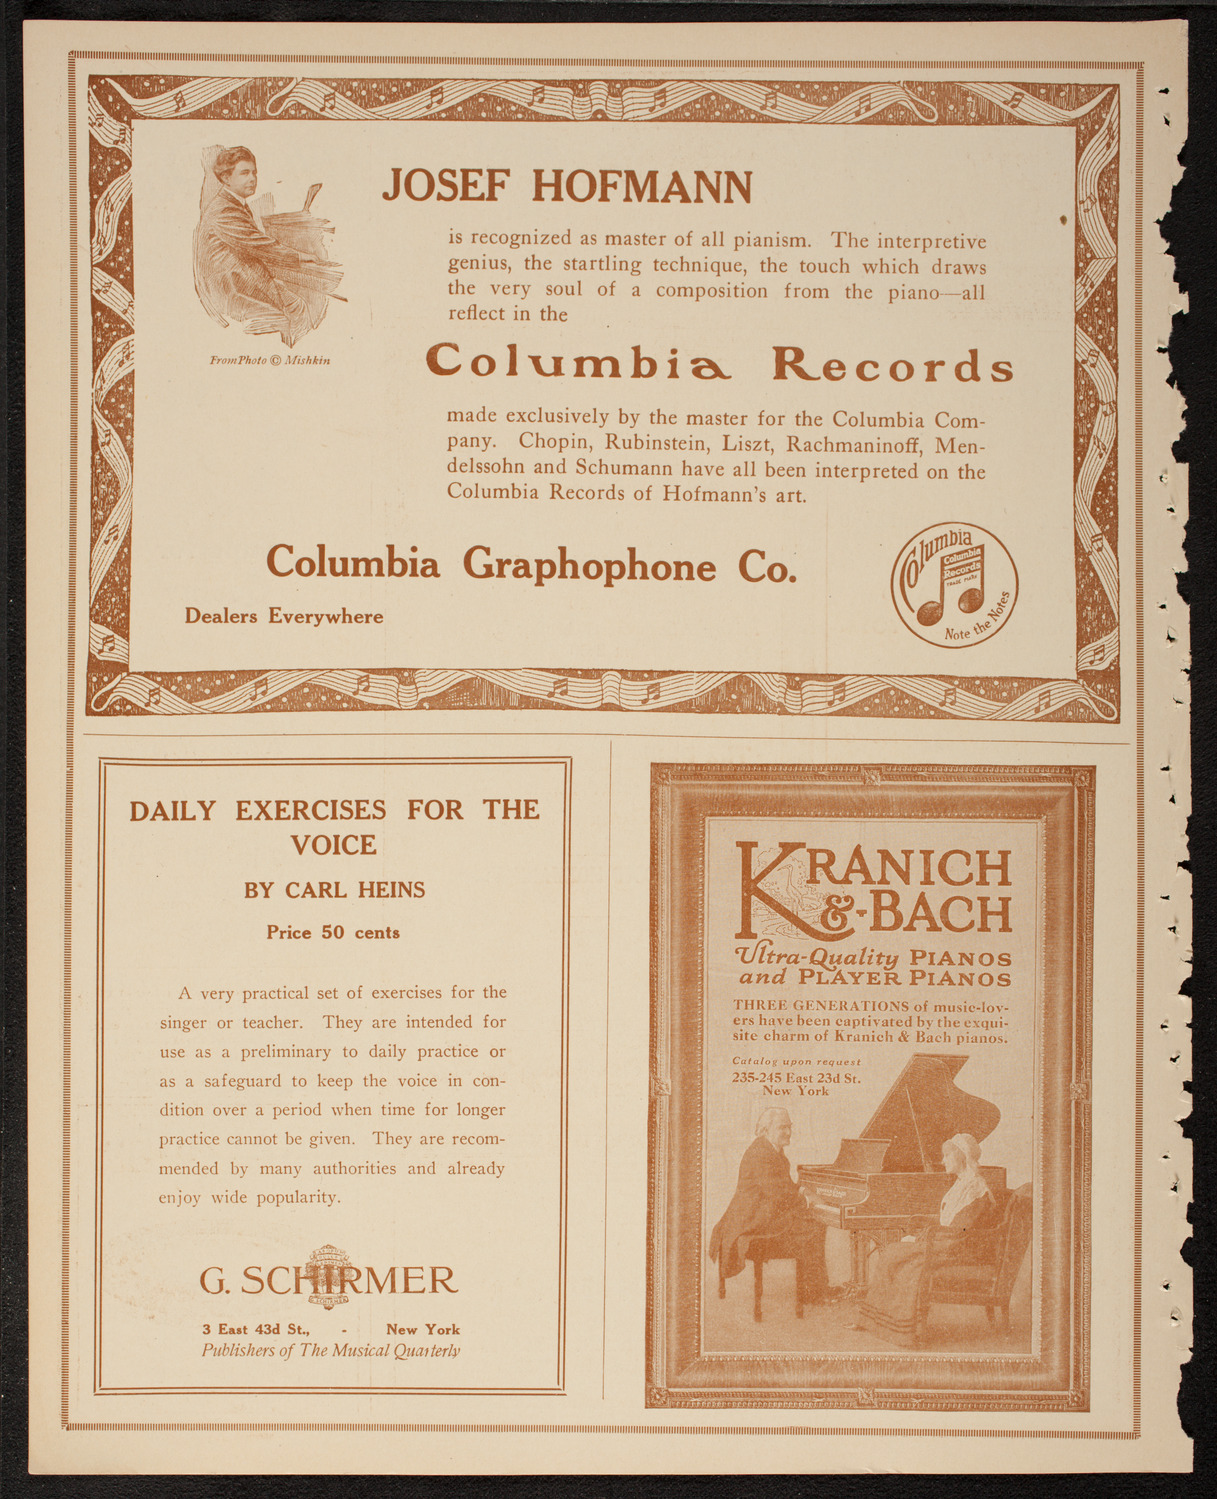 JOSEF HOFMANN
is recognized as master of all pianism. The interpretive
genius, the startling technique, the touch which draws
the very soul of a composition from the piano—all
reflect in the
From Photo © Mishkin
Columbia Records
made exclusively by the master for the Columbia Com-
pany. Chopin, Rubinstein, Liszt, Rachmaninoff, Men-
delssohn and Schumann have all been interpreted on the
Columbia Records of Hofmann's art.
Columbia Graphophone Co.
Dealers Everywhere
Columbia
Columbia
Records
TRADE MARK
Note the Notes
DAILY EXERCISES FOR THE
VOICE
BY CARL HEINS
Price 50 cents
A very practical set of exercises for the
singer or teacher. They are intended for
use as a preliminary to daily practice or
as a safeguard to keep the voice in con-
dition over a period when time for longer
practice cannot be given. They are recom-
mended by many authorities and already
enjoy wide popularity.
G. SCHIRMER
3 East 43d St., - New York
Publishers of The Musical Quarterly
KRANICH
&-BACH
Ultra-Quality PIANOS
and PLAYER PIANOS
THREE GENERATIONS of music-lov-
ers have been captivated by the exqui-
site charm of Kranich & Bach pianos.
Catalog upon request
235-245 East 23d St.
New York